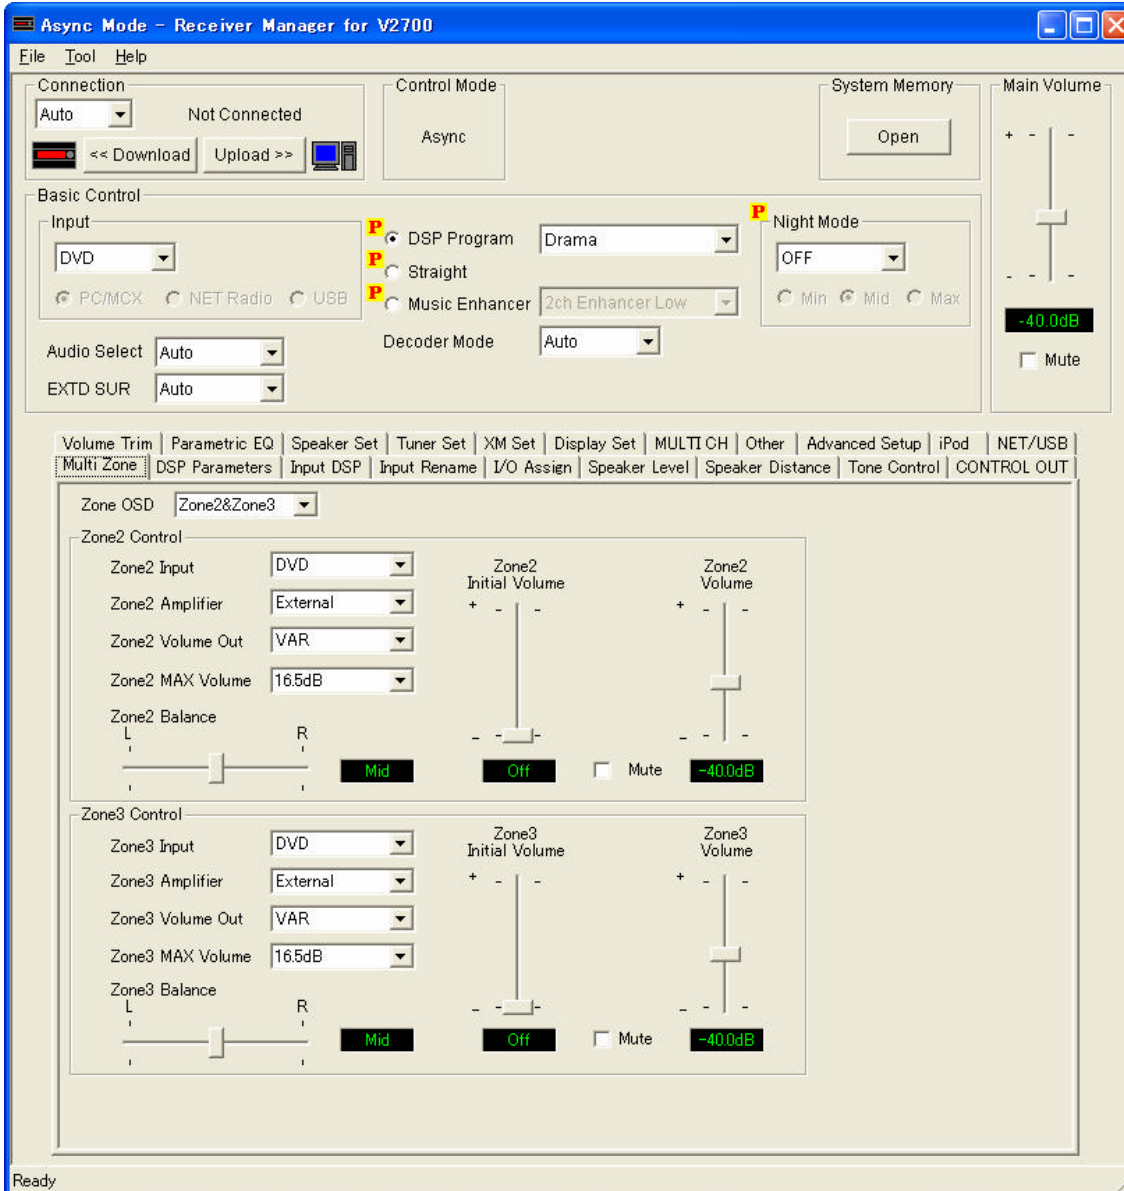 Async Mode - Receiver Manager for V2700
File Tool Help
Connection
Auto
Not Connected
<< Download
Upload >>
Control Mode
Async
System Memory
Open
Main Volume
+ - -
- - -
-40.0dB
Mute
Basic Control
Input
DVD
PC/MCX NET Radio USB
Audio Select Auto
EXTD SUR Auto
P DSP Program Drama
P Straight
P Music Enhancer 2ch Enhancer Low
Decoder Mode Auto
P Night Mode
OFF
Min Mid Max
Volume Trim Parametric EQ Speaker Set Tuner Set XM Set Display Set MULTI CH Other Advanced Setup iPod NET/USB
Multi Zone DSP Parameters Input DSP Input Rename I/O Assign Speaker Level Speaker Distance Tone Control CONTROL OUT
Zone OSD Zone2&Zone3
Zone2 Control
Zone2 Input DVD
Zone2 Amplifier External
Zone2 Volume Out VAR
Zone2 MAX Volume 16.5dB
Zone2 Balance
L R
Mid
Zone2
Initial Volume
+ - -
- - -
Off
Zone2
Volume
+ - -
- - -
Mute -40.0dB
Zone3 Control
Zone3 Input DVD
Zone3 Amplifier External
Zone3 Volume Out VAR
Zone3 MAX Volume 16.5dB
Zone3 Balance
L R
Mid
Zone3
Initial Volume
+ - -
- - -
Off
Zone3
Volume
+ - -
- - -
Mute -40.0dB
Ready